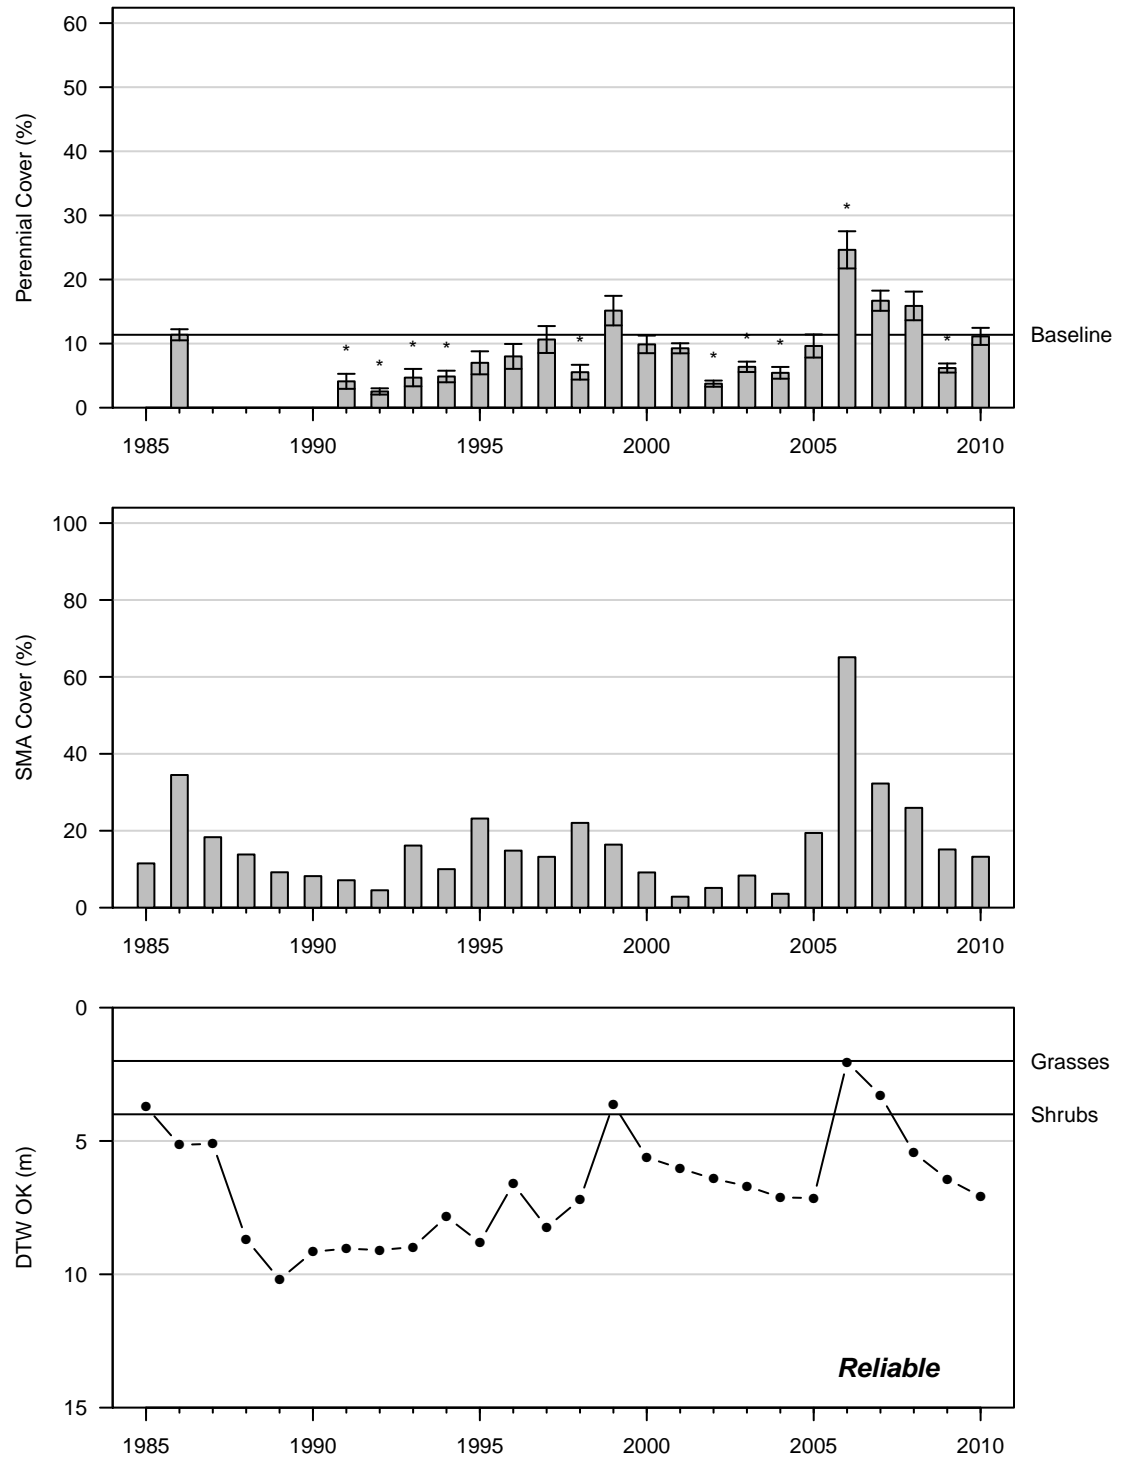 Perennial Cover (%)
60
50
40
30
20
10
0
* * * * * * * * * *
Baseline
1985 1990 1995 2000 2005 2010
SMA Cover (%)
100
80
60
40
20
0
1985 1990 1995 2000 2005 2010
DTW OK (m)
0
5
10
15
Grasses
Shrubs
Reliable
1985 1990 1995 2000 2005 2010